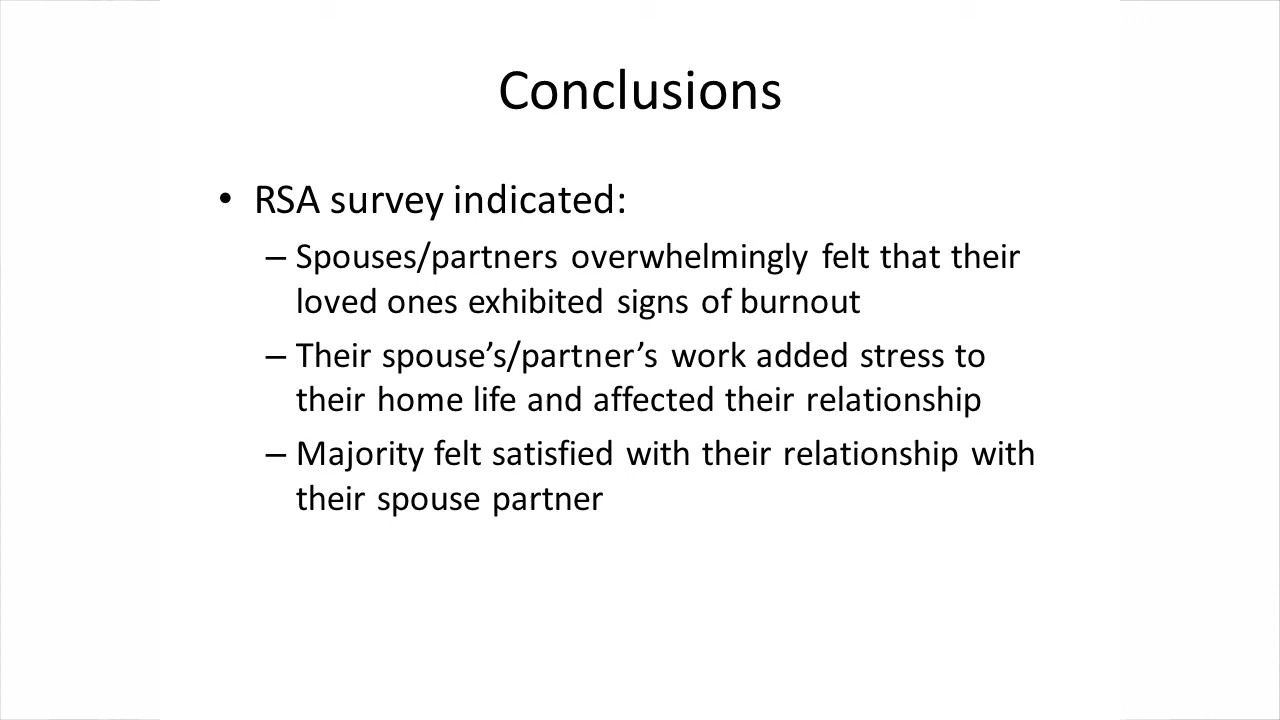 Conclusions
• RSA survey indicated:
– Spouses/partners overwhelmingly felt that their
loved ones exhibited signs of burnout
– Their spouse’s/partner’s work added stress to
their home life and affected their relationship
– Majority felt satisfied with their relationship with
their spouse partner